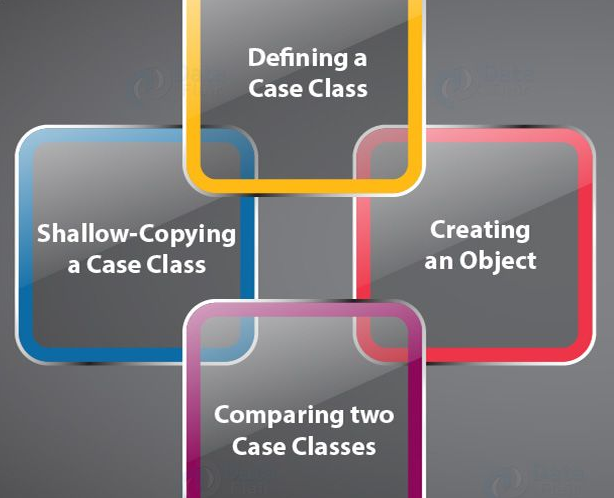 Defining a
Case Class
Shallow-Copying
a Case Class
Creating
an Object
Comparing two
Case Classes